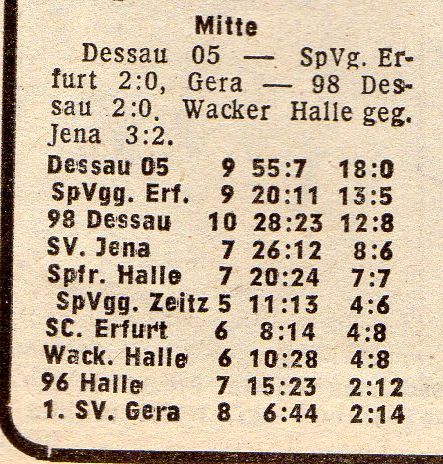 Mitte
Dessau 05 — SpVg. Er-
furt 2:0, Gera — 98 Des-
sau 2:0. Wacker Halle geg.
Jena 3:2.
Dessau 05 9 55:7 18:0
SpVgg. Erf. 9 20:11 13:5
98 Dessau 10 28:23 12:8
SV. Jena 7 26:12 8:6
Spfr. Halle 7 20:24 7:7
SpVgg. Zeitz 5 11:13 4:6
SC. Erfurt 6 8:14 4:8
Wack. Halle 6 10:28 4:8
96 Halle 7 15:23 2:12
1. SV. Gera 8 6:44 2:14